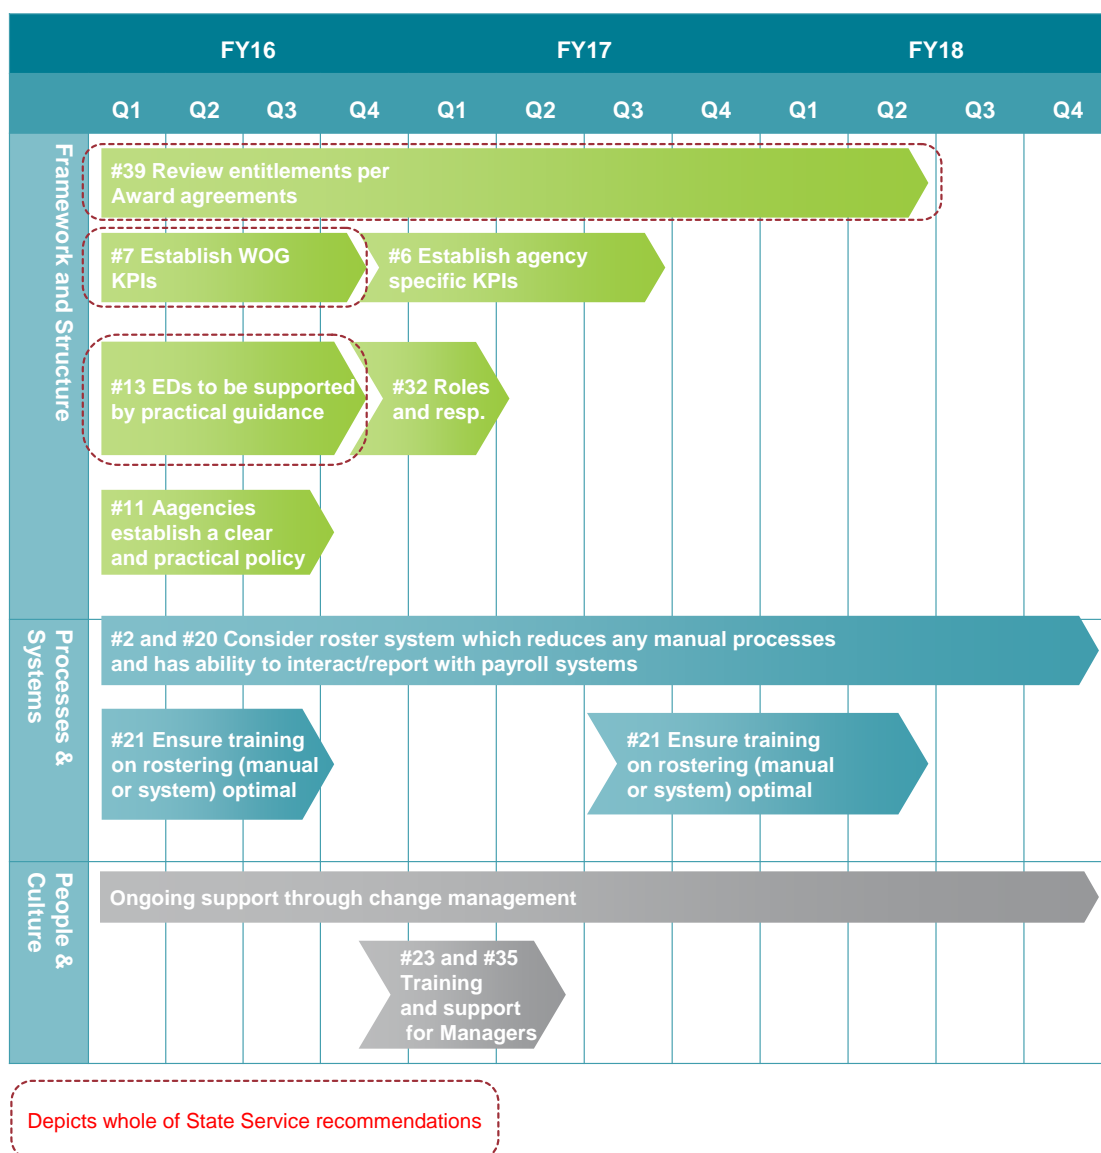 FY16 FY17 FY18
Q1 Q2 Q3 Q4 Q1 Q2 Q3 Q4 Q1 Q2 Q3 Q4
Framework and Structure
#39 Review entitlements per
Award agreements
#7 Establish WOG
KPIs
#6 Establish agency
specific KPIs
#13 EDs to be supported
by practical guidance
#32 Roles
and resp.
#11 Aagencies
establish a clear
and practical policy
Processes &
Systems
#2 and #20 Consider roster system which reduces any manual processes
and has ability to interact/report with payroll systems
#21 Ensure training
on rostering (manual
or system) optimal
#21 Ensure training
on rostering (manual
or system) optimal
People &
Culture
Ongoing support through change management
#23 and #35
Training
and support
for Managers
Depicts whole of State Service recommendations